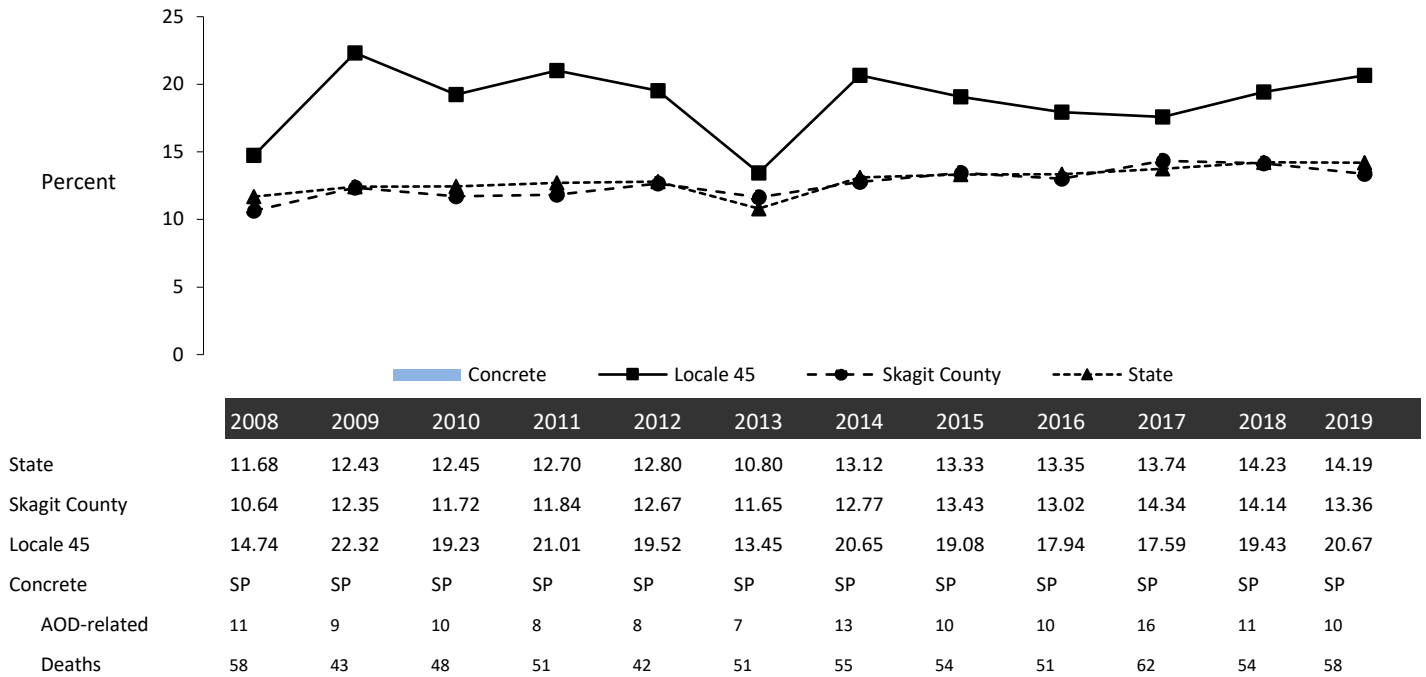 25
20
15
Percent
10
5
0
Concrete Locale 45 Skagit County State
2008 2009 2010 2011 2012 2013 2014 2015 2016 2017 2018 2019
State 11.68 12.43 12.45 12.70 12.80 10.80 13.12 13.33 13.35 13.74 14.23 14.19
Skagit County 10.64 12.35 11.72 11.84 12.67 11.65 12.77 13.43 13.02 14.34 14.14 13.36
Locale 45 14.74 22.32 19.23 21.01 19.52 13.45 20.65 19.08 17.94 17.59 19.43 20.67
Concrete SP SP SP SP SP SP SP SP SP SP SP SP
AOD-related 11 9 10 8 8 7 13 10 10 16 11 10
Deaths 58 43 48 51 42 51 55 54 51 62 54 58